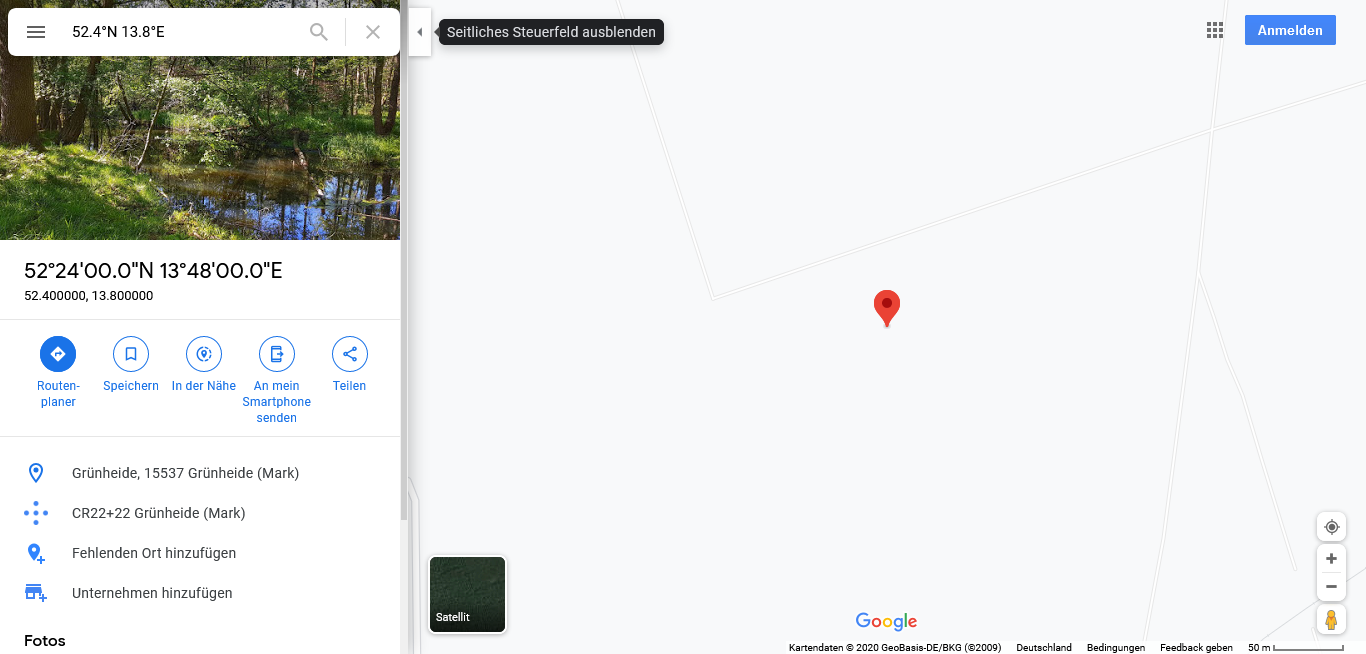 52.4°N 13.8°E
Seitliches Steuerfeld ausblenden
Anmelden
52°24'00.0"N 13°48'00.0"E
52.400000, 13.800000
Routen-
planer
Speichern
In der Nähe
An mein
Smartphone
senden
Teilen
Grünheide, 15537 Grünheide (Mark)
CR22+22 Grünheide (Mark)
Fehlenden Ort hinzufügen
Unternehmen hinzufügen
Fotos
Satellit
Google
Kartendaten © 2020 GeoBasis-DE/BKG (©2009) Deutschland Bedingungen Feedback geben 50 m